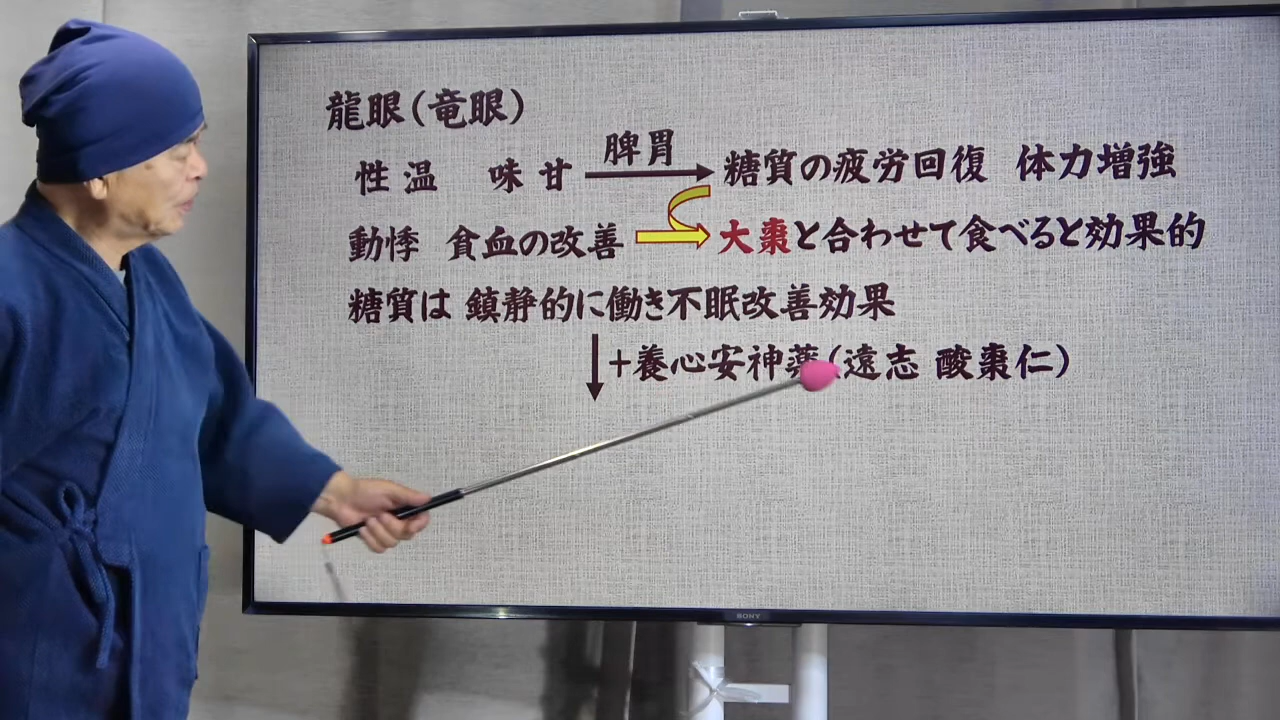 龍眼(竜眼)
性温 味甘 脾胃 糖質の疲労回復 体力増強
動悸 貧血の改善 大棗と合わせて食べると効果的
糖質は 鎮静的に働き不眠改善効果
+養心安神薬(遠志 酸棗仁)
SONY